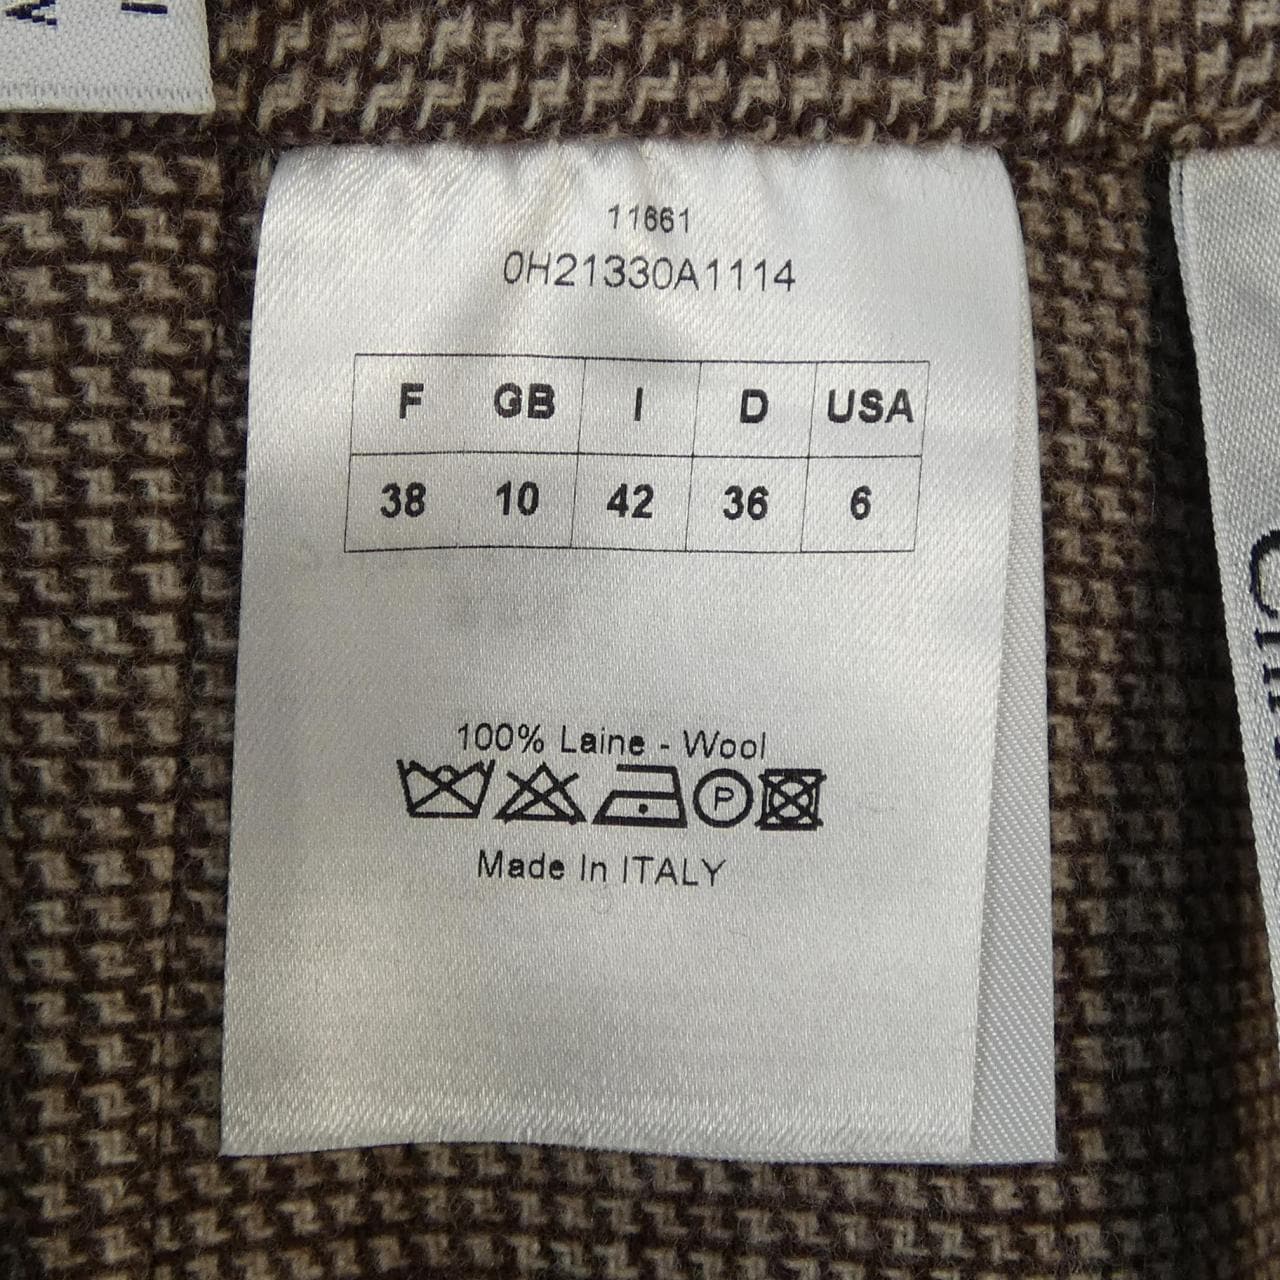 11661
0H21330A1114
F GB I D USA
38 10 42 36 6
100% Laine - Wool
P
Made In ITALY